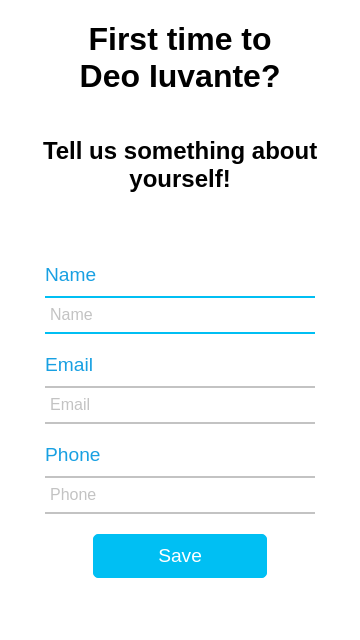 First time to
Deo Iuvante?
Tell us something about
yourself!
Name
Name
Email
Email
Phone
Phone
Save